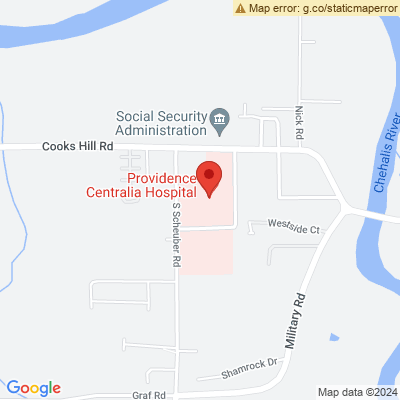 Map error: g.co/staticmaperror
Social Security
Administration
Nick Rd
Chehalis River
Cooks Hill Rd
Providence
Centralia Hospital
S Scheuber Rd
Westside Ct
Military Rd
Shamrock Dr
Graf Rd
Google
Map data ©2024